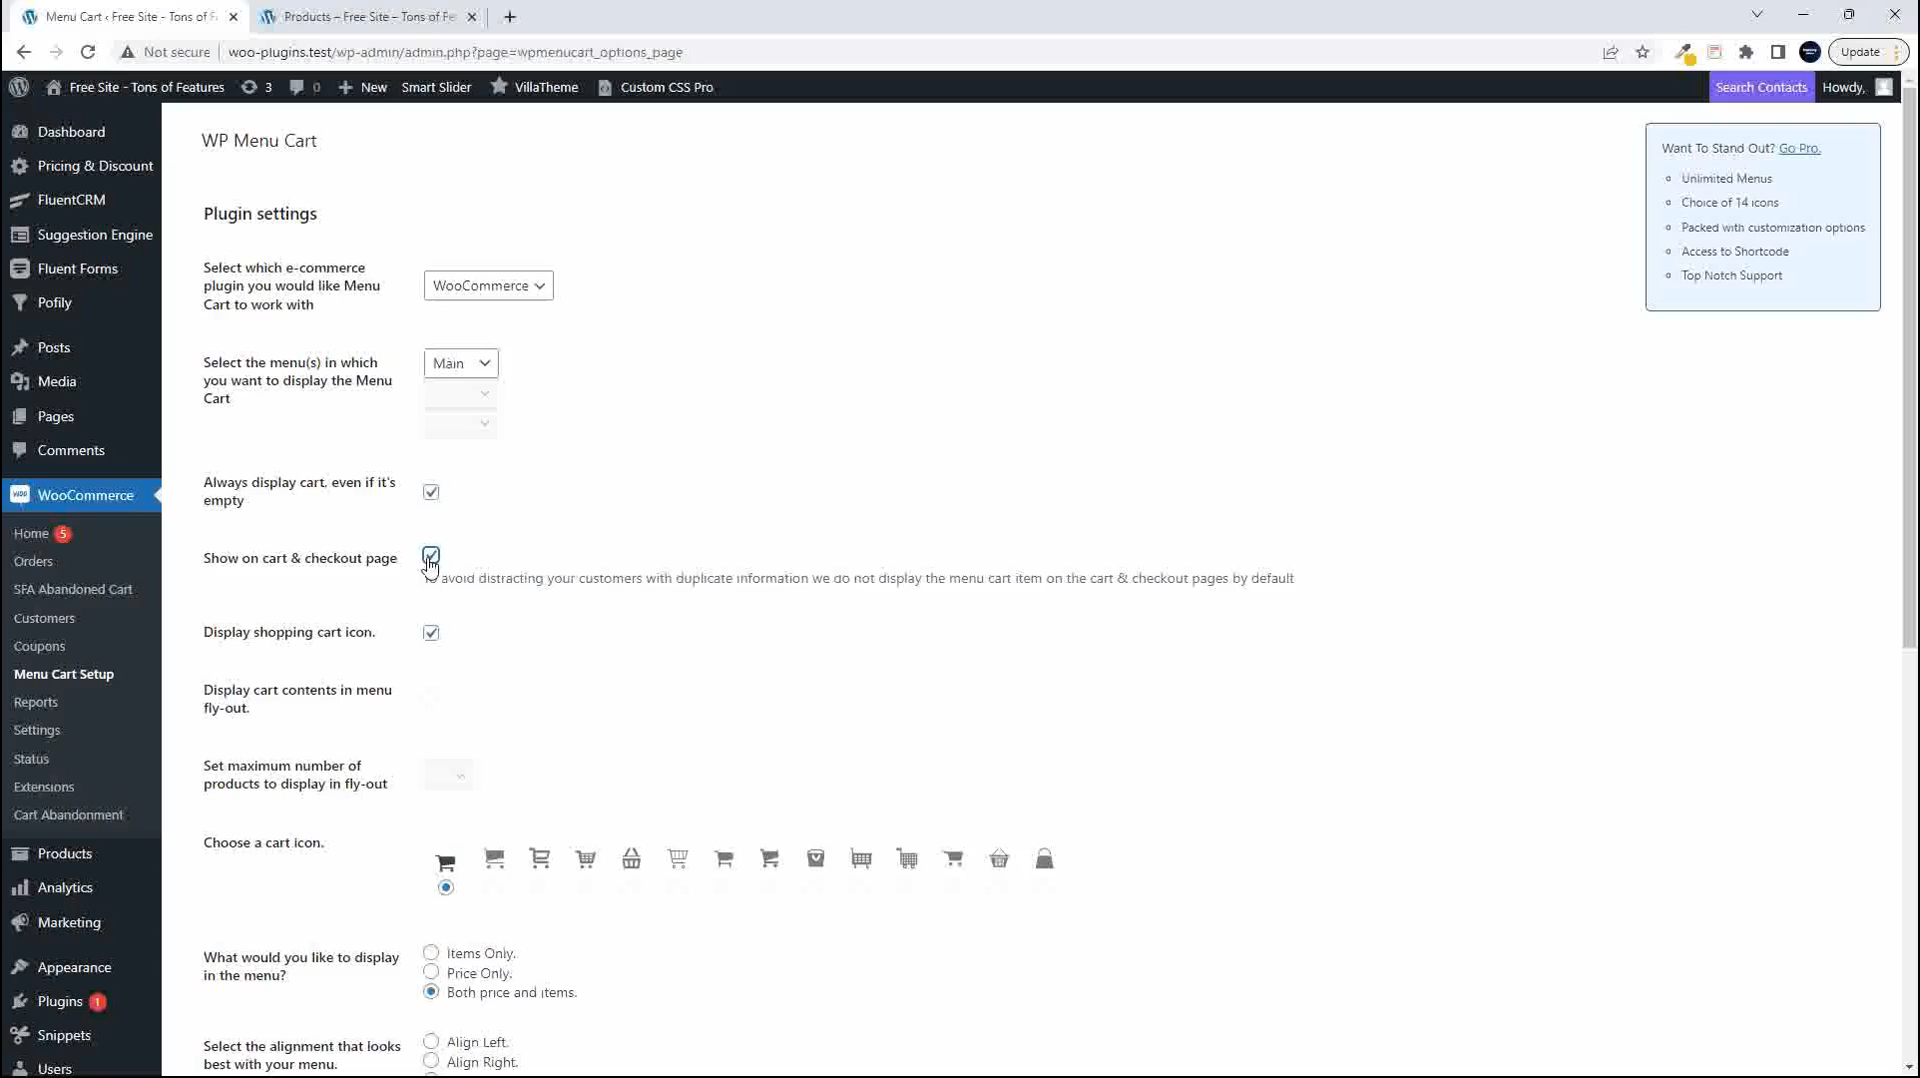 Menu Cart ‹ Free Site - Tons of F
Products – Free Site – Tons of Fe
Not secure
woo-plugins.test/wp-admin/admin.php?page=wpmenucart_options_page
Update
Free Site - Tons of Features
3
0
New
Smart Slider
VillaTheme
Custom CSS Pro
Search Contacts
Howdy,
Dashboard
Pricing & Discount
FluentCRM
Suggestion Engine
Fluent Forms
Pofily
Posts
Media
Pages
Comments
WooCommerce
Home 5
Orders
SFA Abandoned Cart
Customers
Coupons
Menu Cart Setup
Reports
Settings
Status
Extensions
Cart Abandonment
Products
Analytics
Marketing
Appearance
Plugins 1
Snippets
Users
WP Menu Cart
Plugin settings
Select which e-commerce
plugin you would like Menu
Cart to work with
WooCommerce
Select the menu(s) in which
you want to display the Menu
Cart
Main
Always display cart, even if it's
empty
Show on cart & checkout page
avoid distracting your customers with duplicate information we do not display the menu cart item on the cart & checkout pages by default
Display shopping cart icon.
Display cart contents in menu
fly-out.
Set maximum number of
products to display in fly-out
Choose a cart icon.
What would you like to display
in the menu?
Items Only.
Price Only.
Both price and items.
Select the alignment that looks
best with your menu.
Align Left.
Align Right.
Want To Stand Out? Go Pro.
Unlimited Menus
Choice of 14 icons
Packed with customization options
Access to Shortcode
Top Notch Support